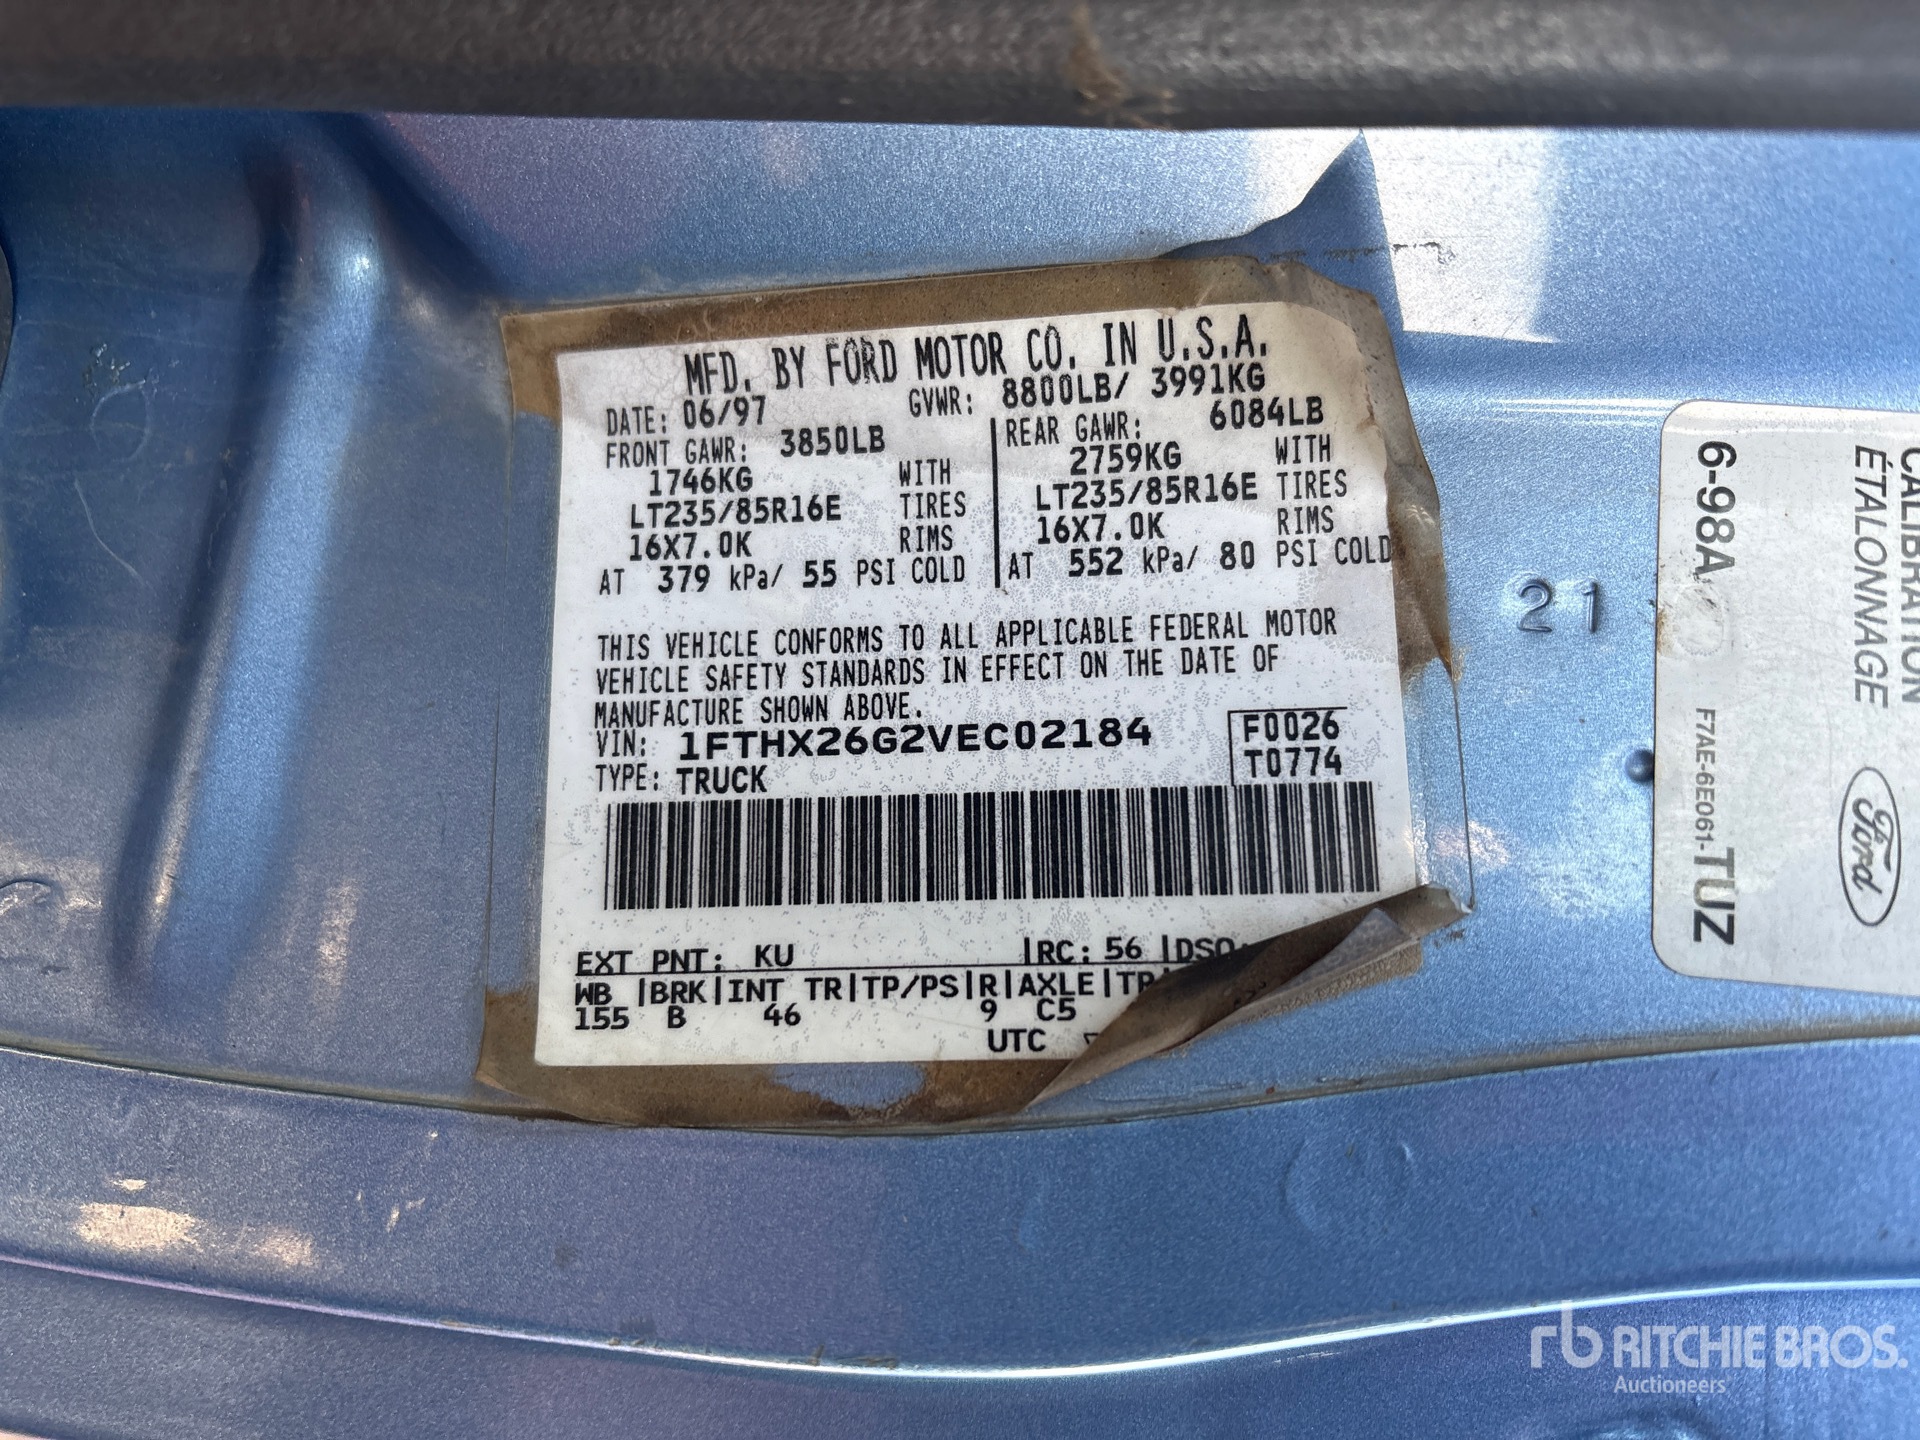 MFD. BY FORD MOTOR CO. IN U.S.A.
DATE: 06/97 GVWR: 8800LB/ 3991KG
FRONT GAWR: 3850LB REAR GAWR: 6084LB
1746KG WITH 2759KG WITH
LT235/85R16E TIRES LT235/85R16E TIRES
16X7.0K RIMS 16X7.0K RIMS
AT 379 kPa/ 55 PSI COLD AT 552 kPa/ 80 PSI COLD
THIS VEHICLE CONFORMS TO ALL APPLICABLE FEDERAL MOTOR
VEHICLE SAFETY STANDARDS IN EFFECT ON THE DATE OF
MANUFACTURE SHOWN ABOVE.
VIN: 1FTHX26G2VEC02184 F0026
TYPE: TRUCK T0774
EXT PNT: KU |RC: 56 |DSO:
WB |BRK|INT TR|TP/PS|R|AXLE|TR
155 B 46 9 C5
UTC
21
CALIBRATION
ÉTALONNAGE
Ford
6-98A F7AE-6E061-TUZ
rb RITCHIE BROS.
Auctioneers